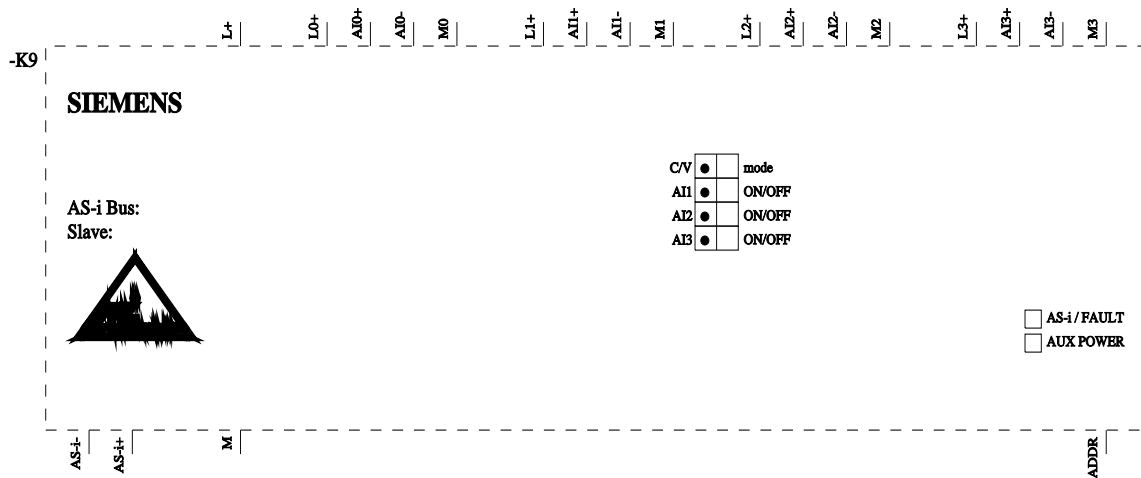 L+ L0+ AI0+ AI0- M0 L1+ AI1+ AI1- M1 L2+ AI2+ AI2- M2 L3+ AI3+ AI3- M3
-K9
SIEMENS
C/V mode
AI1 ON/OFF
AI2 ON/OFF
AI3 ON/OFF
AS-i Bus:
Slave:
AS-i / FAULT
AUX POWER
AS-i- AS-i+ M ADDR